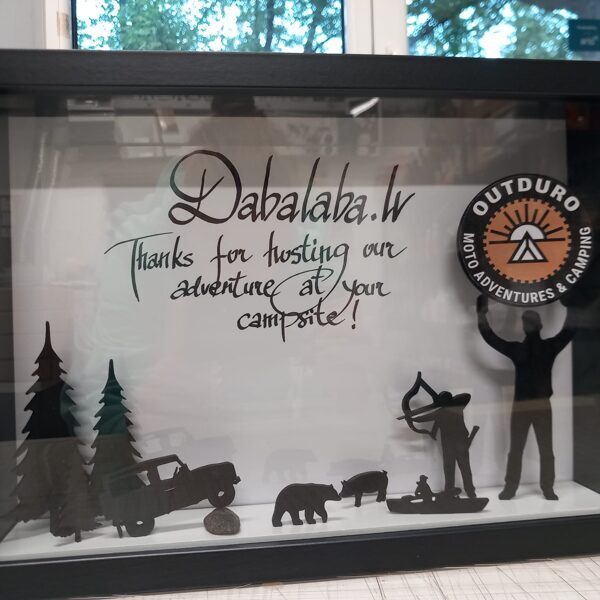 Dabalaba.lv
Thanks for hosting our
adventure at your
campsite!
OUTDURO
MOTO ADVENTURES & CAMPING